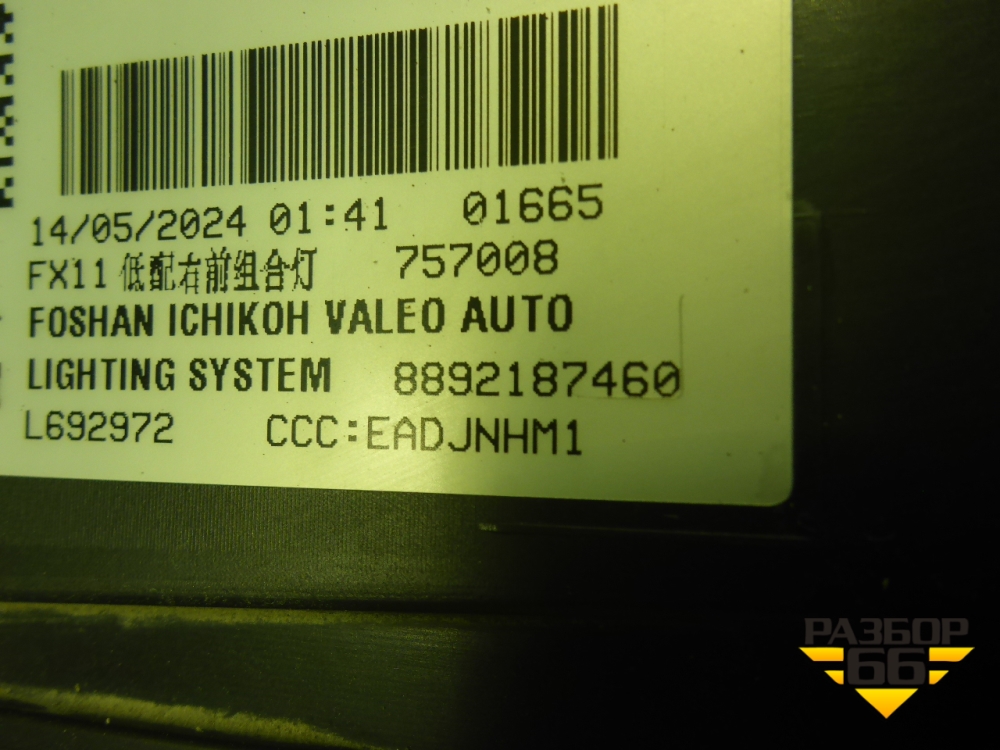 14/05/2024 01:41 01665
FX11 低配右前组合灯 757008
FOSHAN ICHIKOH VALEO AUTO
LIGHTING SYSTEM 8892187460
L692972 CCC:EADJNHM1
РАЗБОР
66